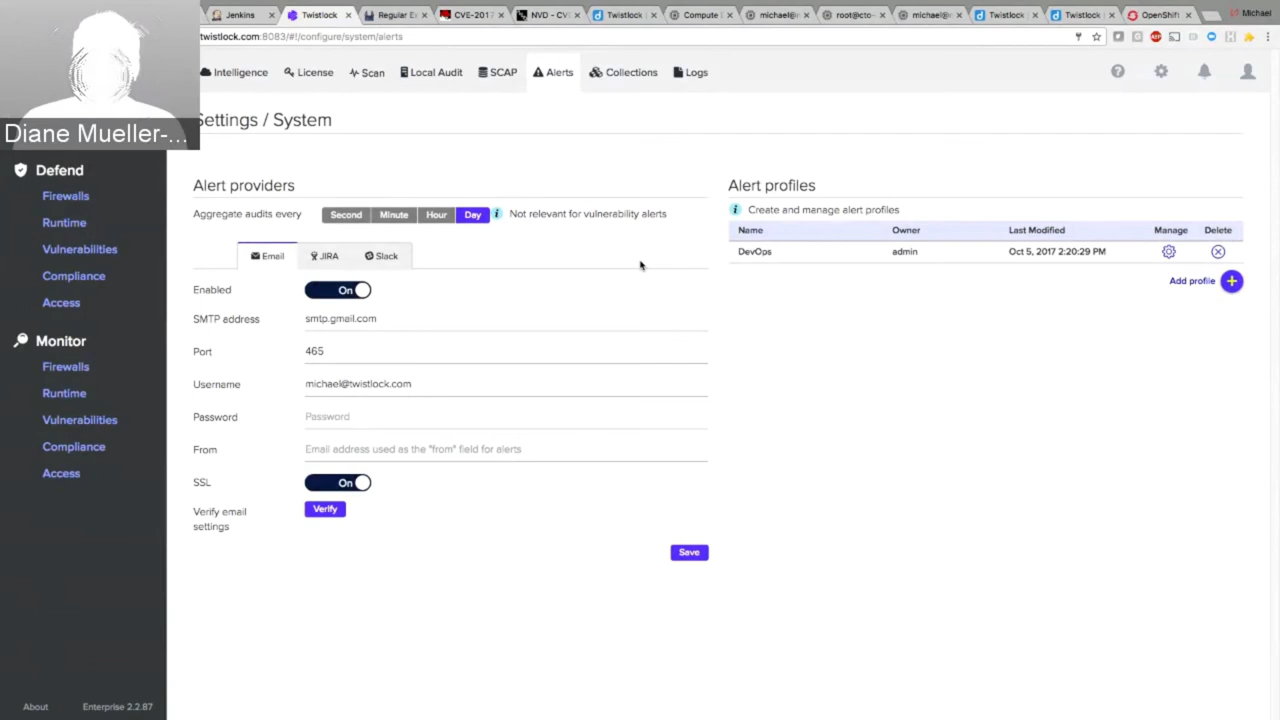 Jenkins
Twistlock
Regular E
CVE-2017
NVD - CVE
Twistlock
Compute
michael@
root@cto-
michael@
Twistlock
Twistlock
OpenShift
Michael
twistlock.com:8083/#!/configure/system/alerts
Intelligence
License
Scan
Local Audit
SCAP
Alerts
Collections
Logs
Diane Mueller-...
Settings / System
Defend
Firewalls
Runtime
Vulnerabilities
Compliance
Access
Monitor
Firewalls
Runtime
Vulnerabilities
Compliance
Access
About
Enterprise 2.2.87
Alert providers
Aggregate audits every
Second
Minute
Hour
Day
Not relevant for vulnerability alerts
Email
JIRA
Slack
Enabled
On
SMTP address
smtp.gmail.com
Port
465
Username
michael@twistlock.com
Password
Password
From
Email address used as the "from" field for alerts
SSL
On
Verify email
settings
Verify
Save
Alert profiles
Create and manage alert profiles
Name
Owner
Last Modified
Manage
Delete
DevOps
admin
Oct 5, 2017 2:20:29 PM
Add profile